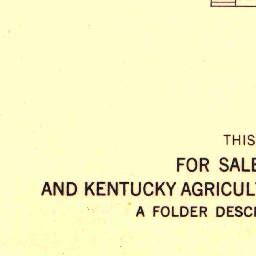 THIS
FOR SALE
AND KENTUCKY AGRICUL
A FOLDER DESC